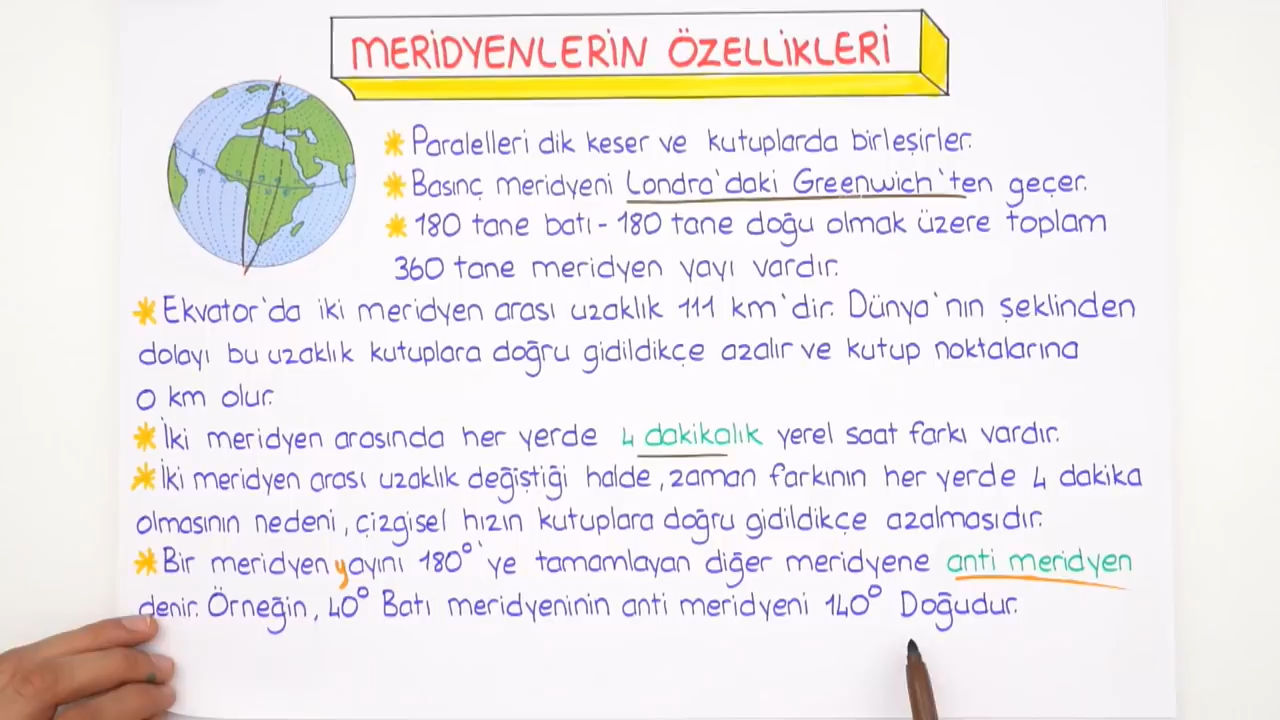 MERİDYENLERİN ÖZELLİKLERİ
Paralelleri dik keser ve kutuplarda birleşirler.
Basınç meridyeni Londra'daki Greenwich'ten geçer.
180 tane batı - 180 tane doğu olmak üzere toplam
360 tane meridyen yayı vardır.
Ekvator'da iki meridyen arası uzaklık 111 km'dir. Dünya'nın şeklinden
dolayı bu uzaklık kutuplara doğru gidildikçe azalır ve kutup noktalarına
0 km olur.
İki meridyen arasında her yerde 4 dakikalık yerel saat farkı vardır.
İki meridyen arası uzaklık değiştiği halde, zaman farkının her yerde 4 dakika
olmasının nedeni, çizgisel hızın kutuplara doğru gidildikçe azalmasıdır.
Bir meridyen yayını 180°'ye tamamlayan diğer meridyene anti meridyen
denir. Örneğin, 40° Batı meridyeninin anti meridyeni 140° Doğudur.